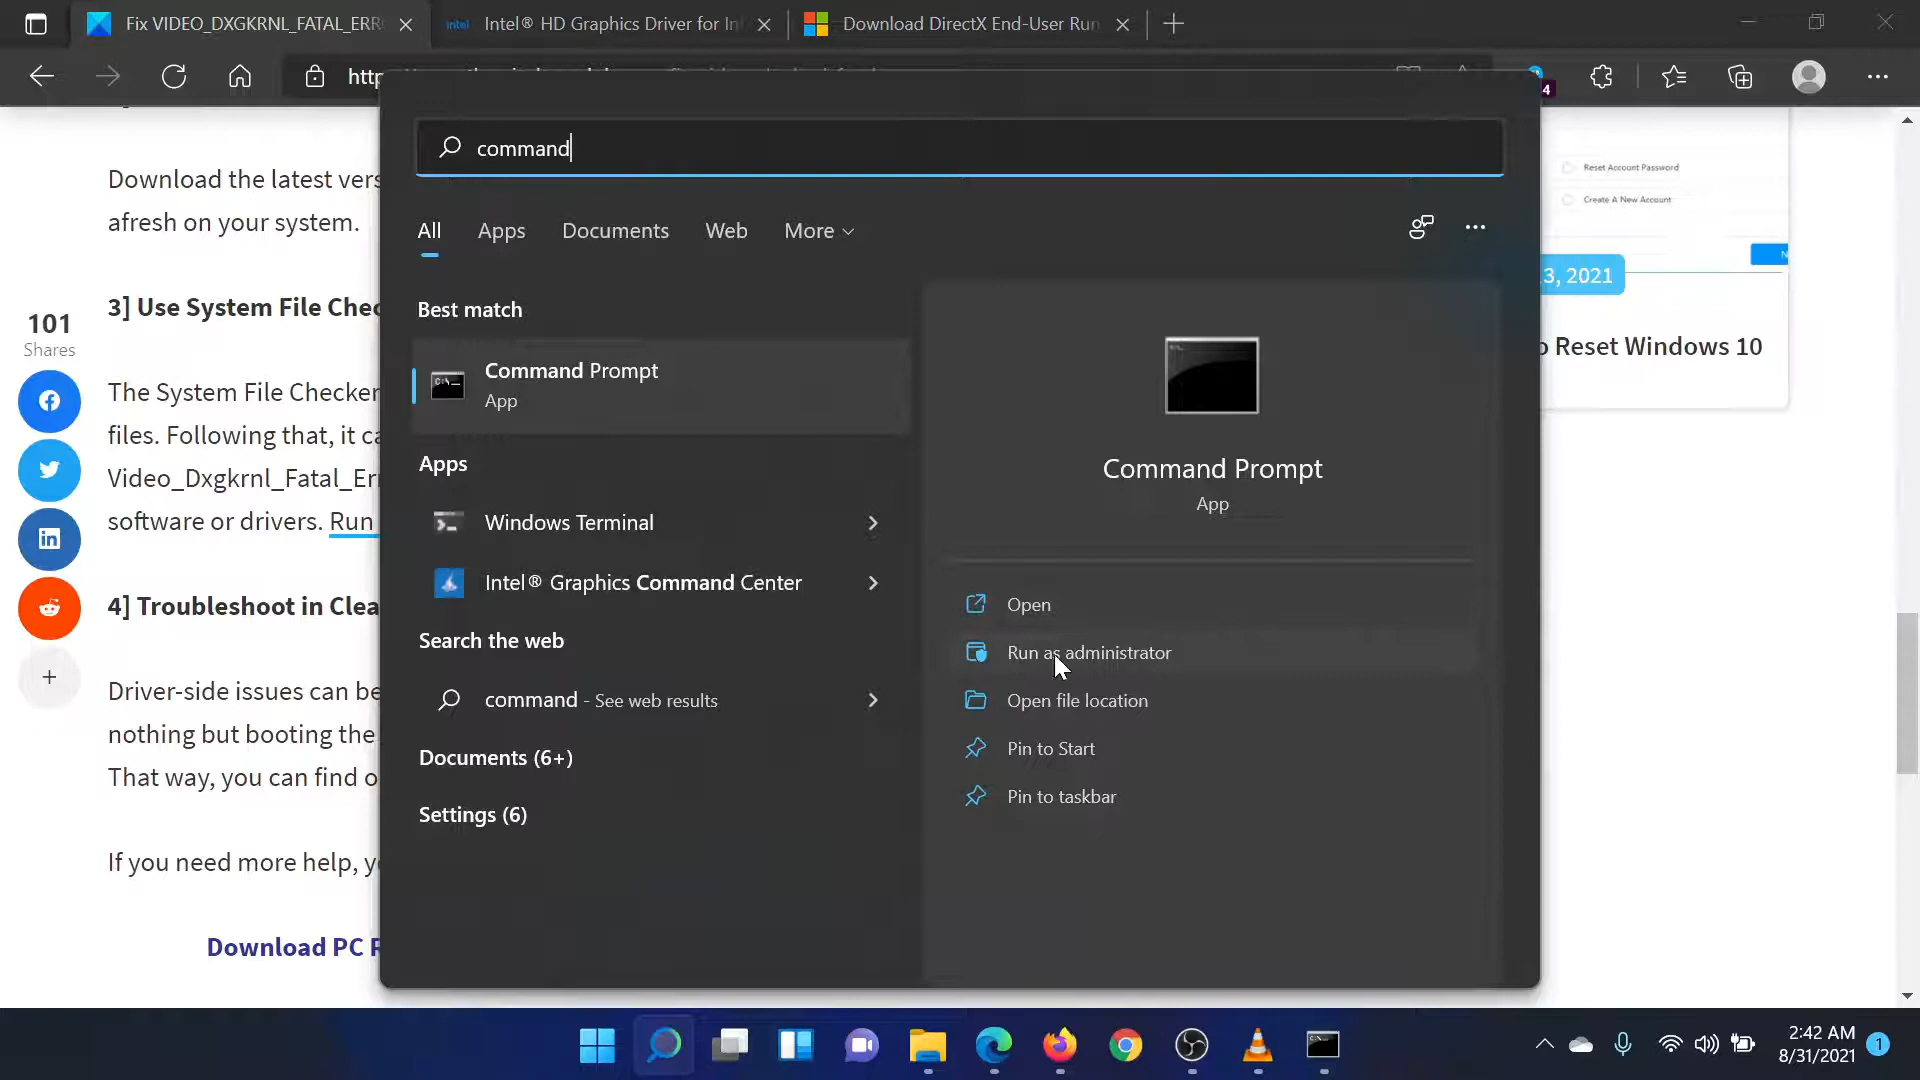 Fix VIDEO_DXGKRNL_FATAL_ERR
intel
Intel® HD Graphics Driver for In
Download DirectX End-User Run
http
4
command
Download the latest vers
afresh on your system.
All
Apps
Documents
Web
More
Reset Account Password
Create A New Account
3, 2021
o Reset Windows 10
101
Shares
3] Use System File Chec
Best match
Command Prompt
App
The System File Checker
files. Following that, it ca
Video_Dxgkrnl_Fatal_Err
software or drivers. Run
Apps
Windows Terminal
Intel® Graphics Command Center
Search the web
command - See web results
Documents (6+)
Settings (6)
Command Prompt
App
Open
Run as administrator
Open file location
Pin to Start
Pin to taskbar
4] Troubleshoot in Clea
Driver-side issues can be
nothing but booting the
That way, you can find o
If you need more help, yo
Download PC R
2:42 AM
8/31/2021
1